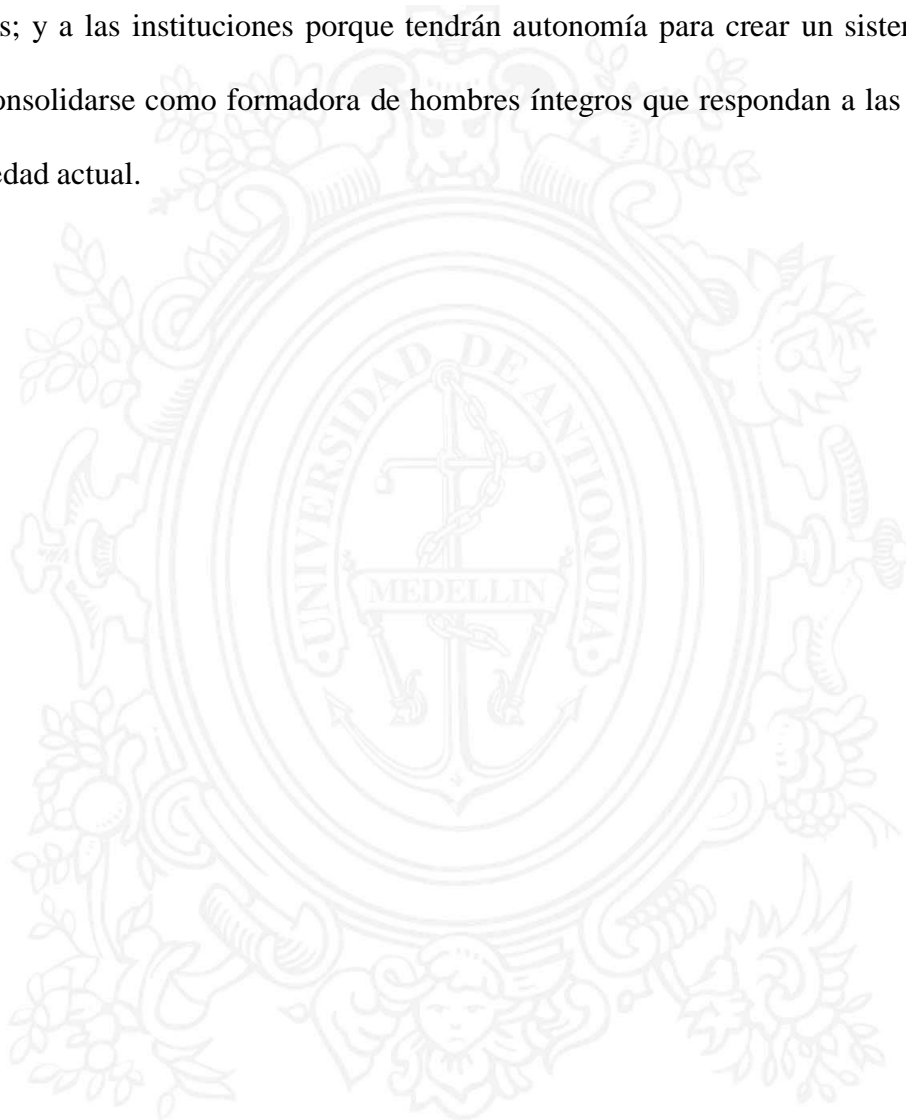 s; y a las instituciones porque tendrán autonomía para crear un sister
onsolidarse como formadora de hombres íntegros que respondan a las
edad actual.
UNIVERSIDAD DE ANTIOQUIA
MEDELLIN